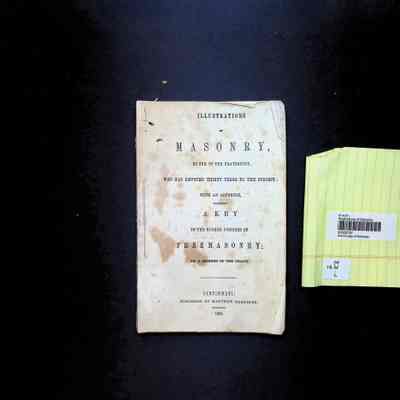 ILLUSTRATIONS
OF
MASONRY,
BY ONE OF THE FRATERNITY,
WHO HAS DEVOTED THIRTY YEARS TO THE SUBJECT;
WITH AN APPENDIX,
A KEY
TO THE HIGHER DEGREES OF
FREEMASONRY;
BY A MEMBER OF THE CRAFT.
CINCINNATI:
PUBLISHED BY MATTHEW GARDINER.